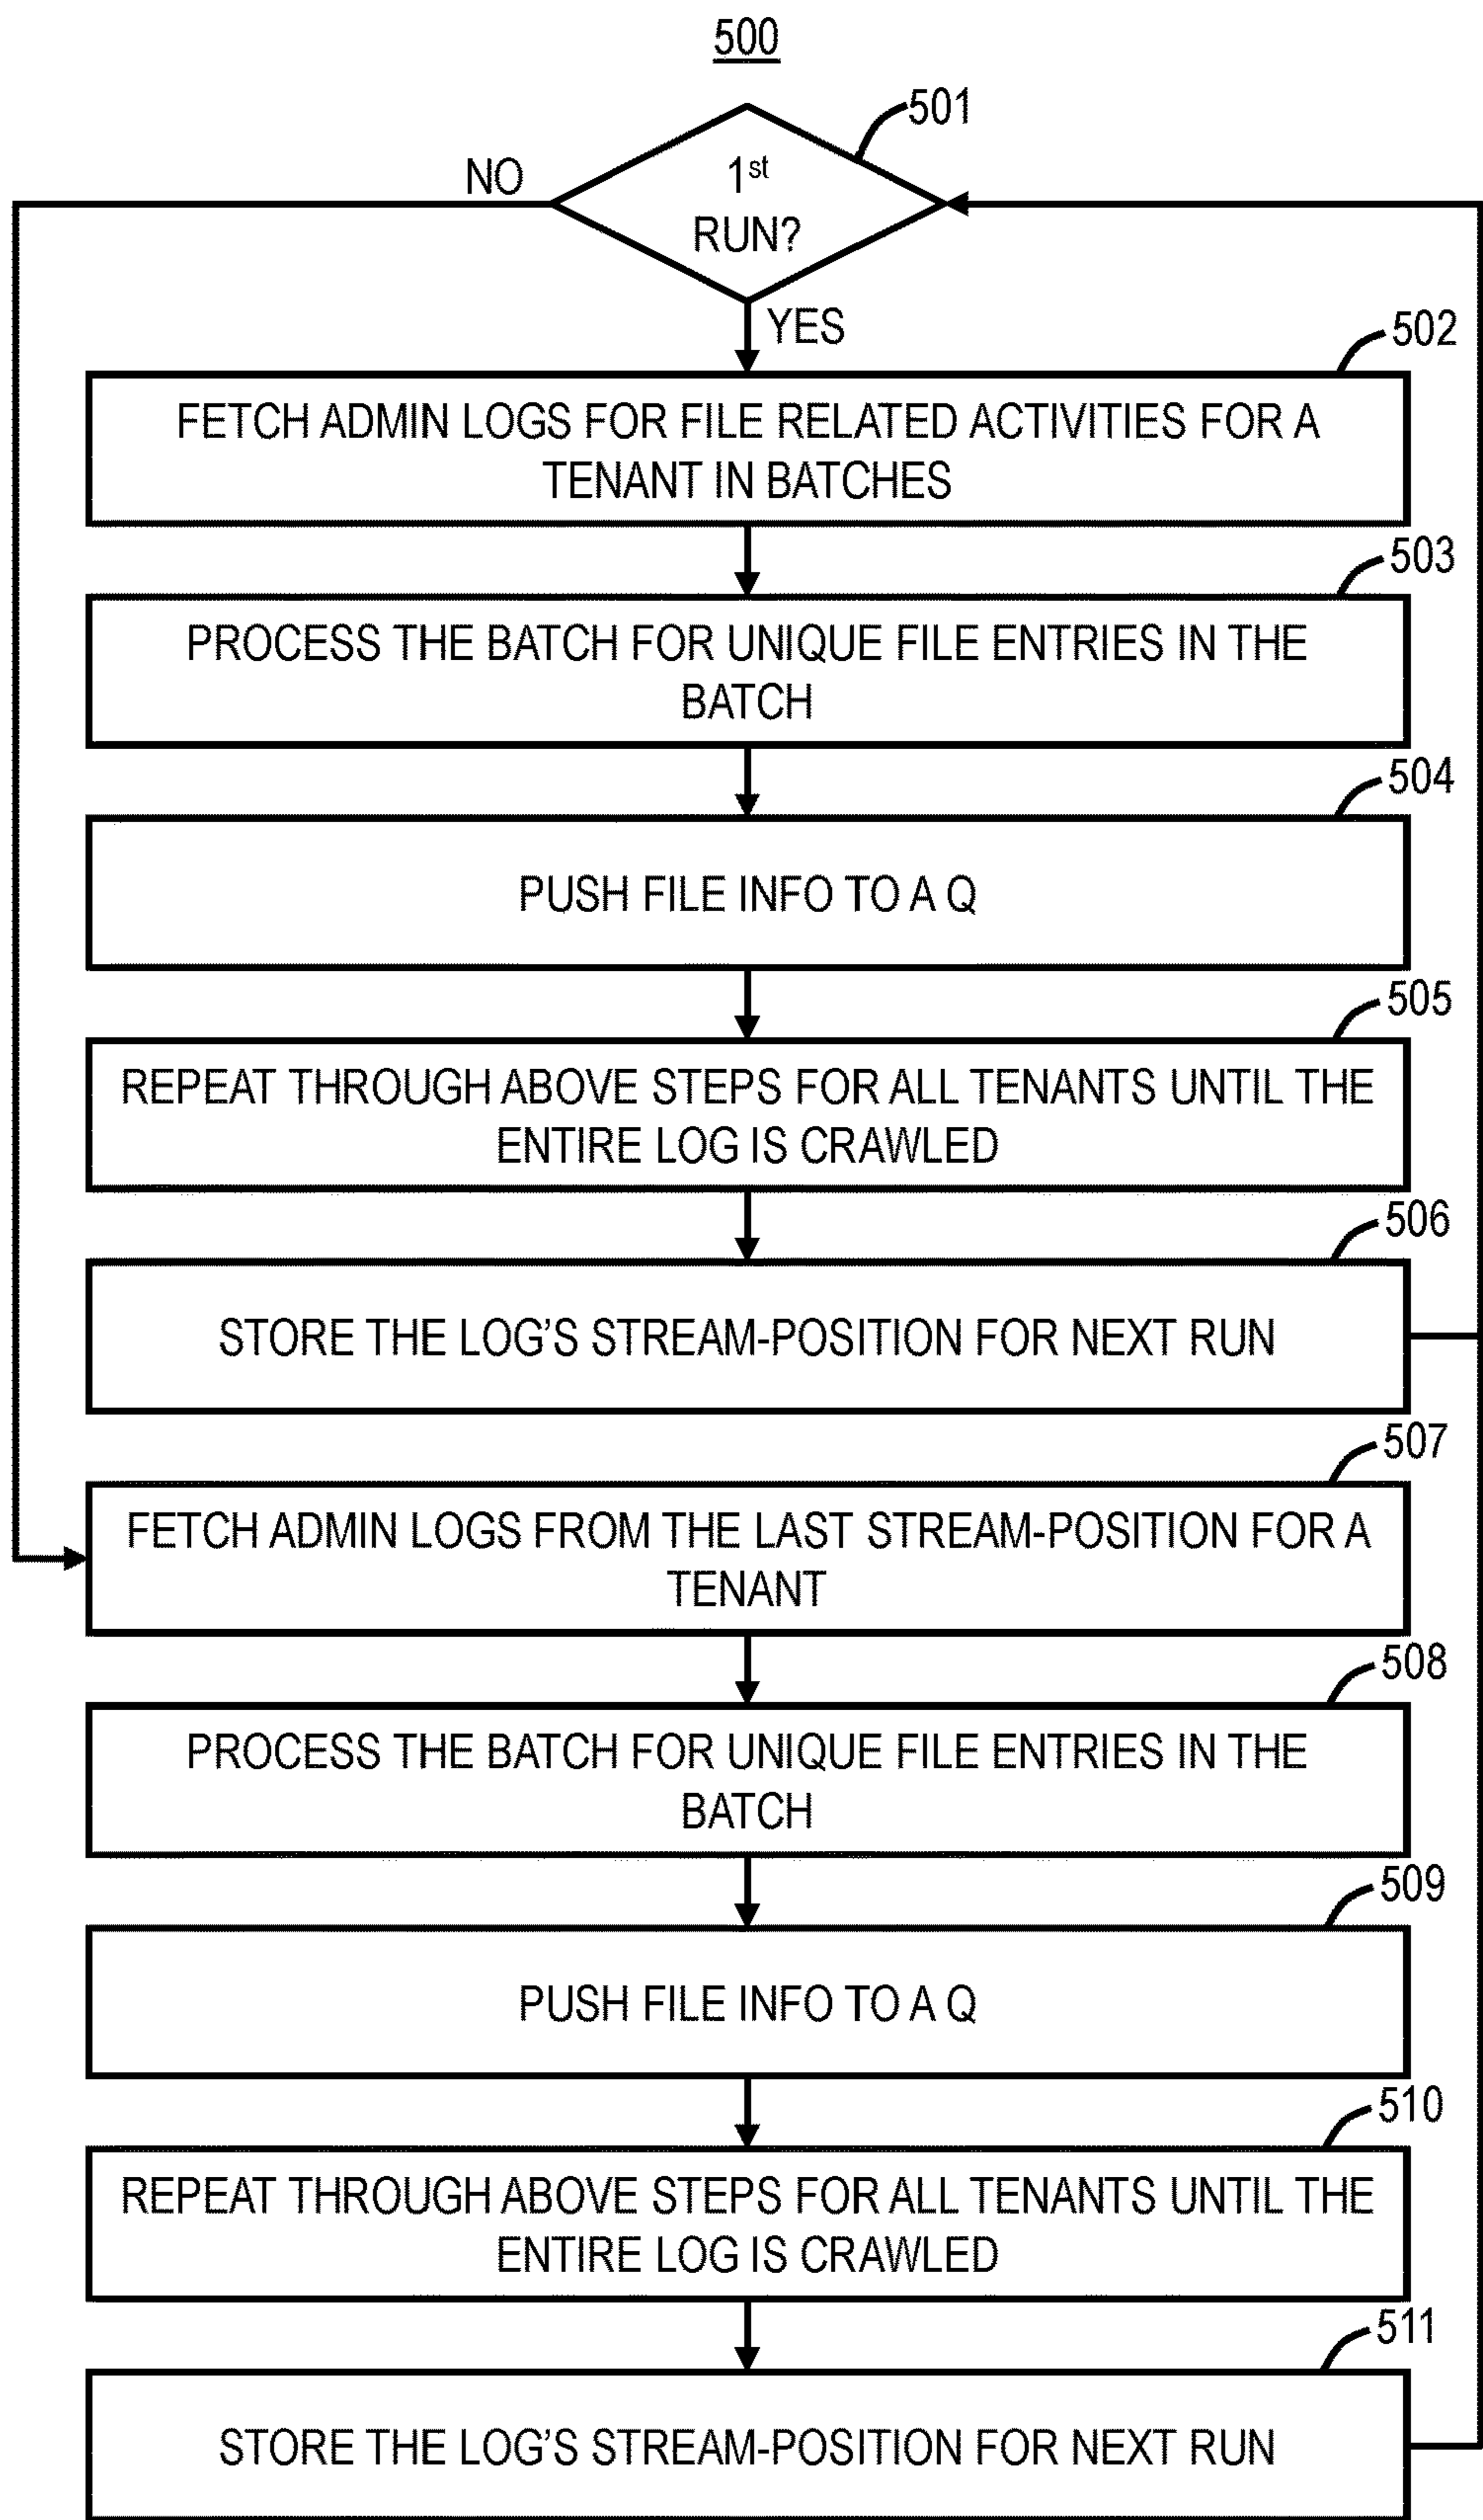 500
501
NO
1st
RUN?
YES
502
FETCH ADMIN LOGS FOR FILE RELATED ACTIVITIES FOR A
TENANT IN BATCHES
503
PROCESS THE BATCH FOR UNIQUE FILE ENTRIES IN THE
BATCH
504
PUSH FILE INFO TO A Q
505
REPEAT THROUGH ABOVE STEPS FOR ALL TENANTS UNTIL THE
ENTIRE LOG IS CRAWLED
506
STORE THE LOG'S STREAM-POSITION FOR NEXT RUN
507
FETCH ADMIN LOGS FROM THE LAST STREAM-POSITION FOR A
TENANT
508
PROCESS THE BATCH FOR UNIQUE FILE ENTRIES IN THE
BATCH
509
PUSH FILE INFO TO A Q
510
REPEAT THROUGH ABOVE STEPS FOR ALL TENANTS UNTIL THE
ENTIRE LOG IS CRAWLED
511
STORE THE LOG'S STREAM-POSITION FOR NEXT RUN